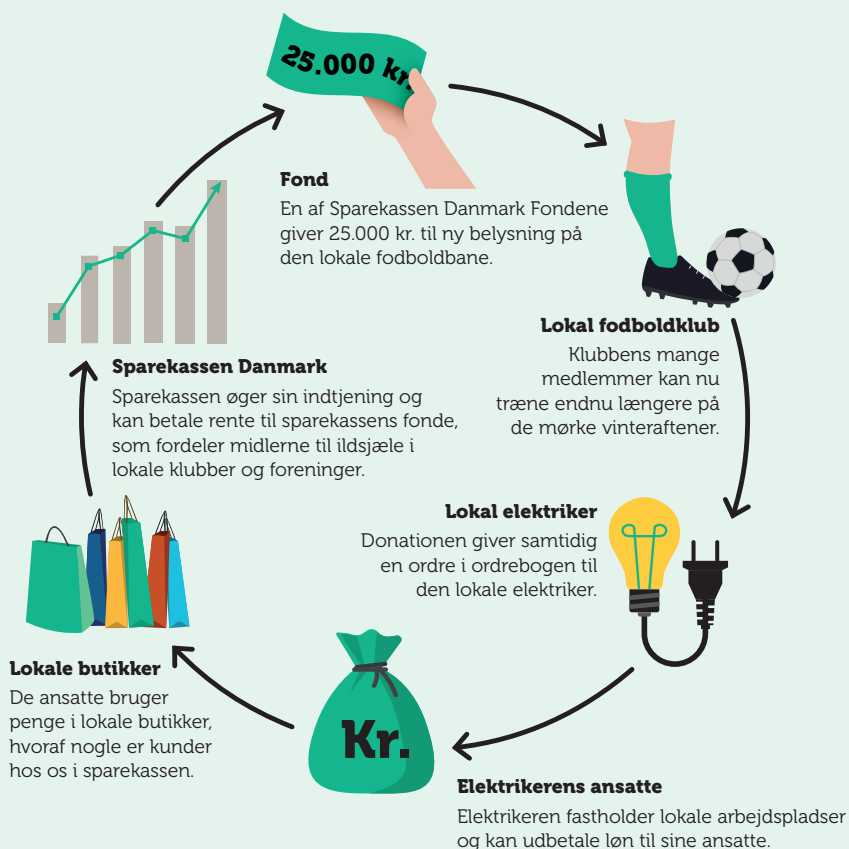 25.000 kr.
Fond
En af Sparekassen Danmark Fondene
giver 25.000 kr. til ny belysning på
den lokale fodboldbane.
Lokal fodboldklub
Klubbens mange
medlemmer kan nu
træne endnu længere på
de mørke vinteraftener.
Lokal elektriker
Donationen giver samtidig
en ordre i ordrebogen til
den lokale elektriker.
Elektrikerens ansatte
Elektrikeren fastholder lokale arbejdspladser
og kan udbetale løn til sine ansatte.
Kr.
Lokale butikker
De ansatte bruger
penge i lokale butikker,
hvoraf nogle er kunder
hos os i sparekassen.
Sparekassen Danmark
Sparekassen øger sin indtjening og
kan betale rente til sparekassens fonde,
som fordeler midlerne til ildsjæle i
lokale klubber og foreninger.